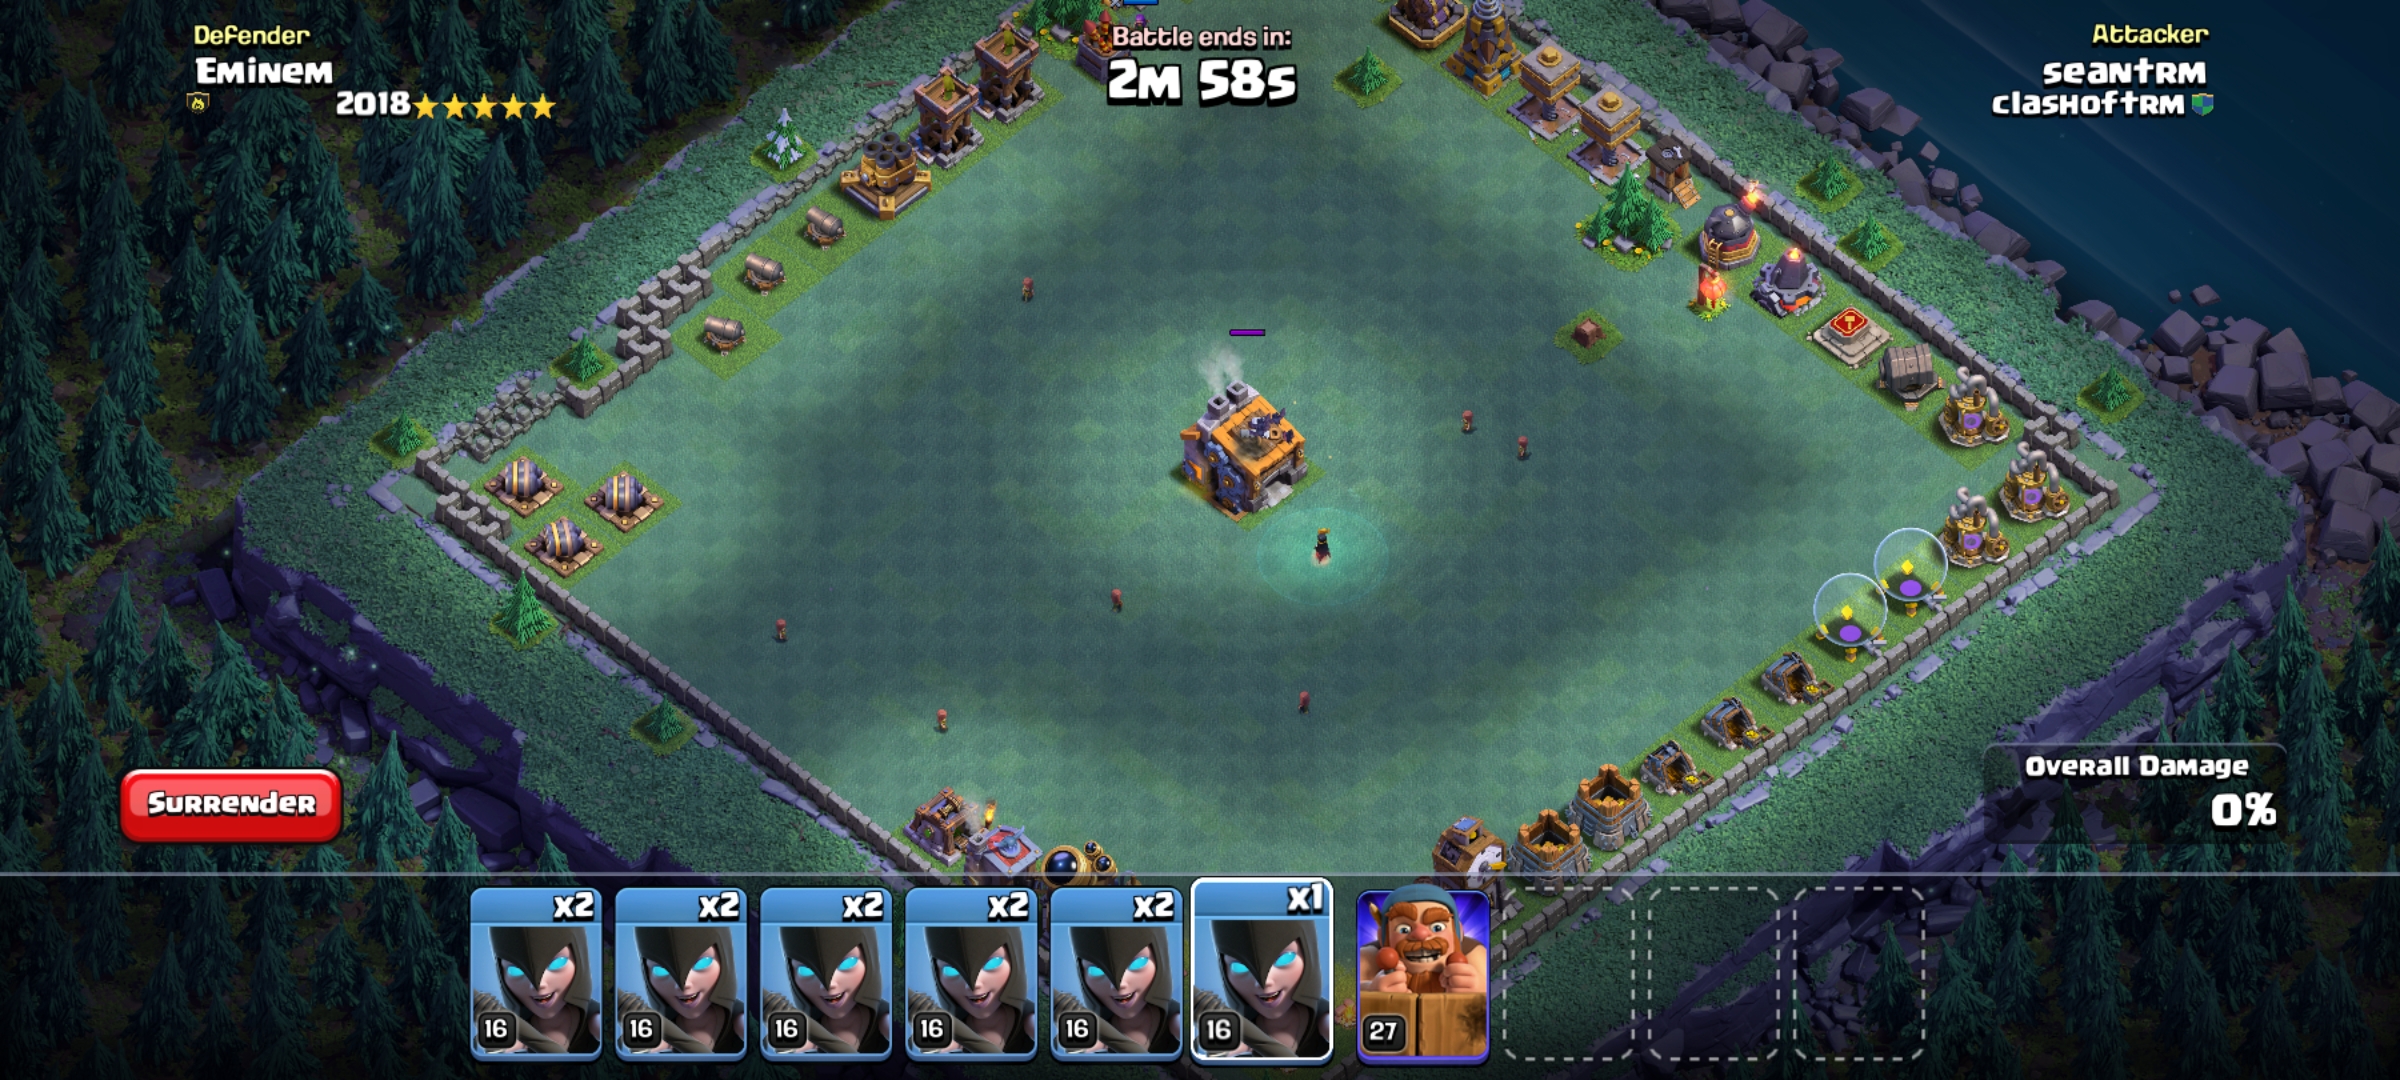 Defender
Eminem
2018
Battle ends in:
2M 58s
Attacker
seantRM
clashoftRM
Surrender
Overall Damage
0%
x2
x2
x2
x2
x2
x1
16
16
16
16
16
16
27